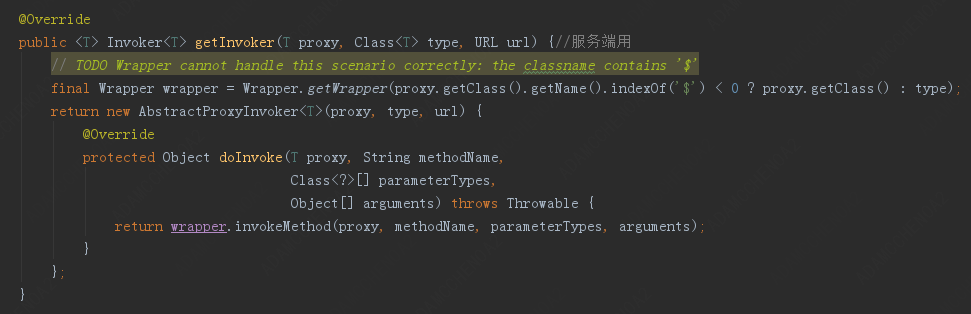 @Override
public <T> Invoker<T> getInvoker(T proxy, Class<T> type, URL url) {//服务端用
// TODO Wrapper cannot handle this scenario correctly: the classname contains '$'
final Wrapper wrapper = Wrapper.getWrapper(proxy.getClass().getName().indexOf('$') < 0 ? proxy.getClass() : type);
return new AbstractProxyInvoker<T>(proxy, type, url) {
@Override
protected Object doInvoke(T proxy, String methodName,
Class<?>[] parameterTypes,
Object[] arguments) throws Throwable {
return wrapper.invokeMethod(proxy, methodName, parameterTypes, arguments);
}
};
}